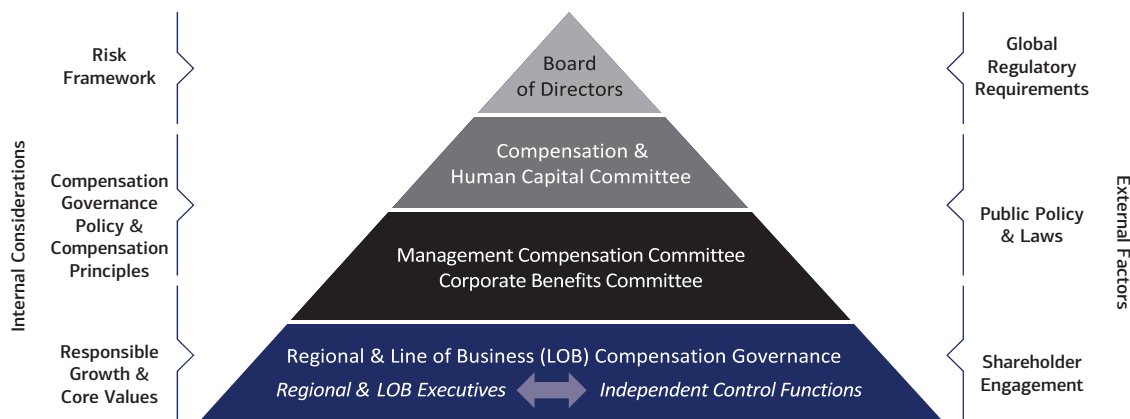 Internal Considerations
Risk
Framework
Compensation
Governance
Policy &
Compensation
Principles
Responsible
Growth &
Core Values
Board
of Directors
Compensation &
Human Capital Committee
Management Compensation Committee
Corporate Benefits Committee
Regional & Line of Business (LOB) Compensation Governance
Regional & LOB Executives Independent Control Functions
Global
Regulatory
Requirements
Public Policy
& Laws
Shareholder
Engagement
External Factors